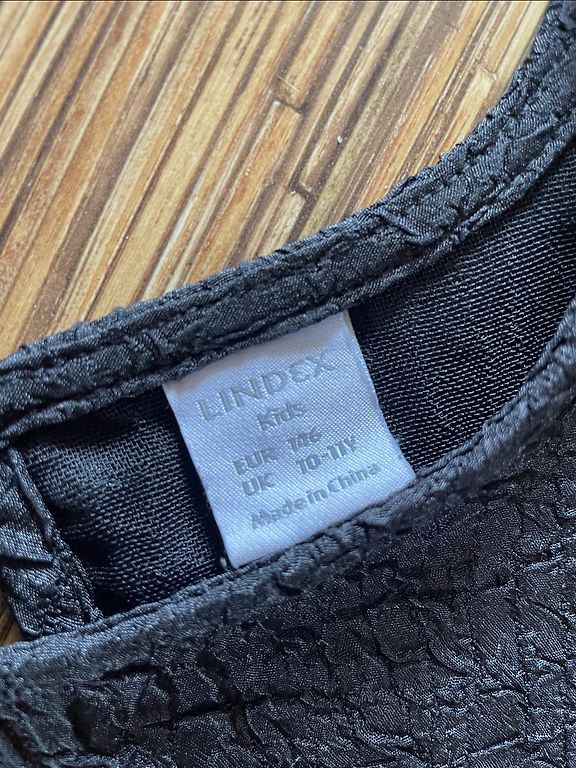 LINDEX
Kids
EUR 146
UK 10-11Y
Made in China